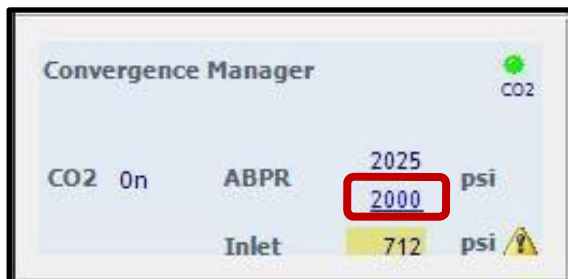 Convergence Manager
CO2
2025
CO2 On ABPR psi
2000
Inlet 712 psi